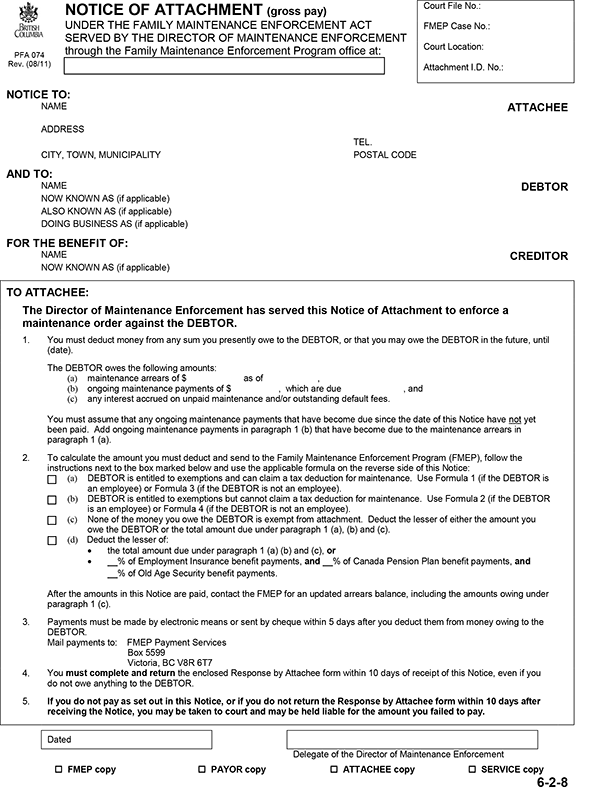 NOTICE OF ATTACHMENT (gross pay)
UNDER THE FAMILY MAINTENANCE ENFORCEMENT ACT
SERVED BY THE DIRECTOR OF MAINTENANCE ENFORCEMENT
through the Family Maintenance Enforcement Program office at:
BRITISH
COLUMBIA
PFA 074
Rev. (08/11)
Court File No.:
FMEP Case No.:
Court Location:
Attachment I.D. No.:
NOTICE TO:
NAME
ATTACHEE
ADDRESS
TEL.
CITY, TOWN, MUNICIPALITY
POSTAL CODE
AND TO:
NAME
DEBTOR
NOW KNOWN AS (if applicable)
ALSO KNOWN AS (if applicable)
DOING BUSINESS AS (if applicable)
FOR THE BENEFIT OF:
NAME
CREDITOR
NOW KNOWN AS (if applicable)
TO ATTACHEE:
The Director of Maintenance Enforcement has served this Notice of Attachment to enforce a
maintenance order against the DEBTOR.
1. You must deduct money from any sum you presently owe to the DEBTOR, or that you may owe the DEBTOR in the future, until
(date).
The DEBTOR owes the following amounts:
(a) maintenance arrears of $ as of ,
(b) ongoing maintenance payments of $ , which are due , and
(c) any interest accrued on unpaid maintenance and/or outstanding default fees.
You must assume that any ongoing maintenance payments that have become due since the date of this Notice have not yet
been paid. Add ongoing maintenance payments in paragraph 1 (b) that have become due to the maintenance arrears in
paragraph 1 (a).
2. To calculate the amount you must deduct and send to the Family Maintenance Enforcement Program (FMEP), follow the
instructions next to the box marked below and use the applicable formula on the reverse side of this Notice:
☐ (a) DEBTOR is entitled to exemptions and can claim a tax deduction for maintenance. Use Formula 1 (if the DEBTOR is
an employee) or Formula 3 (if the DEBTOR is not an employee).
☐ (b) DEBTOR is entitled to exemptions but cannot claim a tax deduction for maintenance. Use Formula 2 (if the DEBTOR
is an employee) or Formula 4 (if the DEBTOR is not an employee).
☐ (c) None of the money you owe the DEBTOR is exempt from attachment. Deduct the lesser of either the amount you
owe the DEBTOR or the total amount due under paragraph 1 (a), (b) and (c).
☐ (d) Deduct the lesser of:
• the total amount due under paragraph 1 (a) (b) and (c), or
• __% of Employment Insurance benefit payments, and __% of Canada Pension Plan benefit payments, and
__% of Old Age Security benefit payments.
After the amounts in this Notice are paid, contact the FMEP for an updated arrears balance, including the amounts owing under
paragraph 1 (c).
3. Payments must be made by electronic means or sent by cheque within 5 days after you deduct them from money owing to the
DEBTOR.
Mail payments to: FMEP Payment Services
Box 5599
Victoria, BC V8R 6T7
4. You must complete and return the enclosed Response by Attachee form within 10 days of receipt of this Notice, even if you
do not owe anything to the DEBTOR.
5. If you do not pay as set out in this Notice, or if you do not return the Response by Attachee form within 10 days after
receiving the Notice, you may be taken to court and may be held liable for the amount you failed to pay.
Dated
Delegate of the Director of Maintenance Enforcement
☐ FMEP copy ☐ PAYOR copy ☐ ATTACHEE copy ☐ SERVICE copy
6-2-8